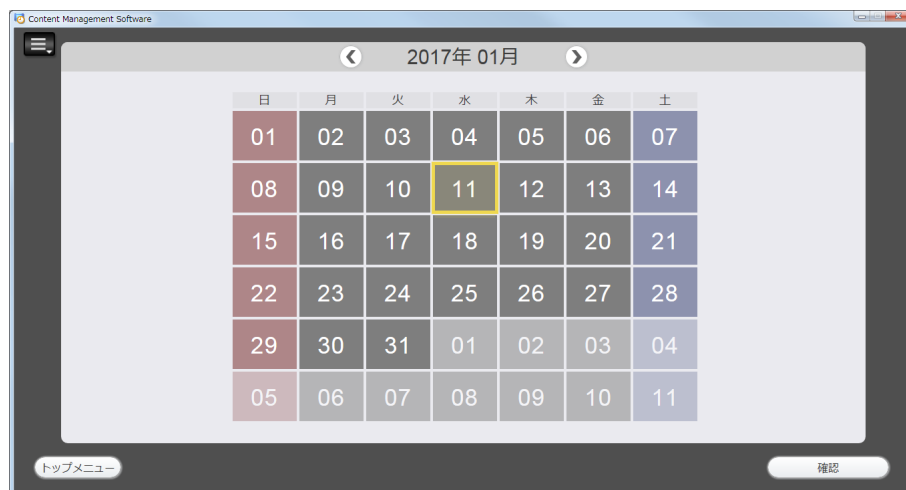 Content Management Software
2017年 01月
日 月 火 水 木 金 土
01 02 03 04 05 06 07
08 09 10 11 12 13 14
15 16 17 18 19 20 21
22 23 24 25 26 27 28
29 30 31 01 02 03 04
05 06 07 08 09 10 11
トップメニュー 確認